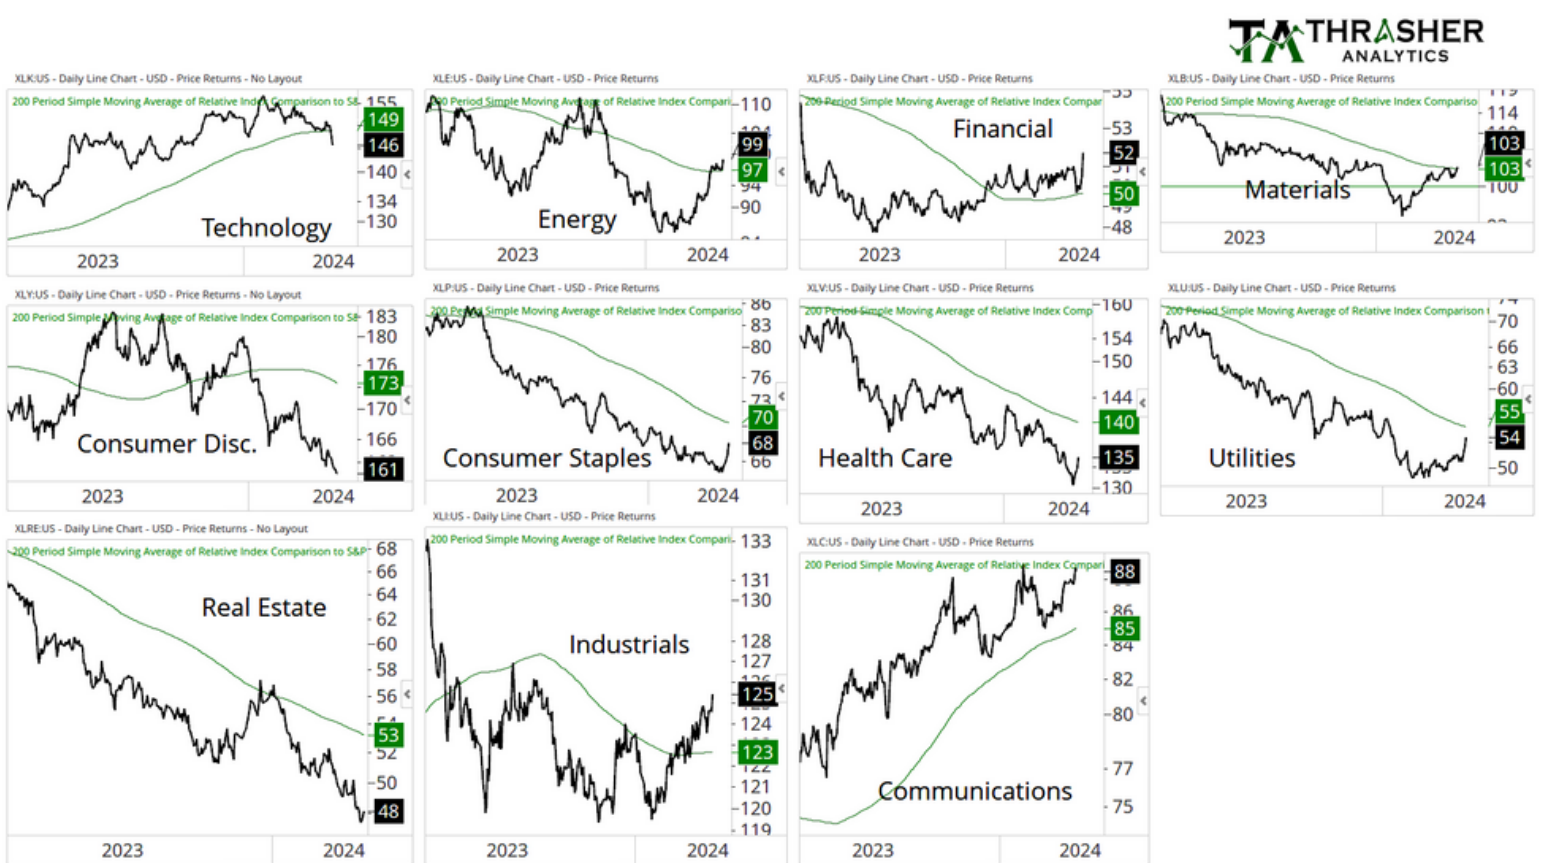 THRASHER
ANALYTICS
XLK:US - Daily Line Chart - USD - Price Returns - No Layout
200 Period Simple Moving Average of Relative Index Comparison to S&
155
149
146
140
134
130
Technology
2023
2024
XLE:US - Daily Line Chart - USD - Price Returns
200 Period Simple Moving Average of Relative Index Compari
110
99
97
94
90
Energy
2023
2024
XLF:US - Daily Line Chart - USD - Price Returns
200 Period Simple Moving Average of Relative Index Compar
Financial
53
52
50
48
2023
2024
XLB:US - Daily Line Chart - USD - Price Returns
200 Period Simple Moving Average of Relative Index Compariso
114
103
103
100
Materials
2023
2024
XLY:US - Daily Line Chart - USD - Price Returns - No Layout
200 Period Simple Moving Average of Relative Index Comparison to S&
183
180
176
173
170
166
161
Consumer Disc.
2023
2024
XLP:US - Daily Line Chart - USD - Price Returns
200 Period Simple Moving Average of Relative Index Compariso
86
83
80
76
73
70
68
66
Consumer Staples
2023
2024
XLV:US - Daily Line Chart - USD - Price Returns
200 Period Simple Moving Average of Relative Index Comp
160
154
150
144
140
135
130
Health Care
2023
2024
XLU:US - Daily Line Chart - USD - Price Returns
200 Period Simple Moving Average of Relative Index Comparison
70
66
63
60
55
54
50
Utilities
2023
2024
XLRE:US - Daily Line Chart - USD - Price Returns - No Layout
200 Period Simple Moving Average of Relative Index Comparison to S&P
68
66
64
62
60
58
56
53
52
50
48
Real Estate
2023
2024
XLI:US - Daily Line Chart - USD - Price Returns
200 Period Simple Moving Average of Relative Index Compari
133
131
130
128
127
125
124
123
122
121
120
119
Industrials
2023
2024
XLC:US - Daily Line Chart - USD - Price Returns
200 Period Simple Moving Average of Relative Index Compari
88
86
85
84
82
80
77
75
Communications
2023
2024